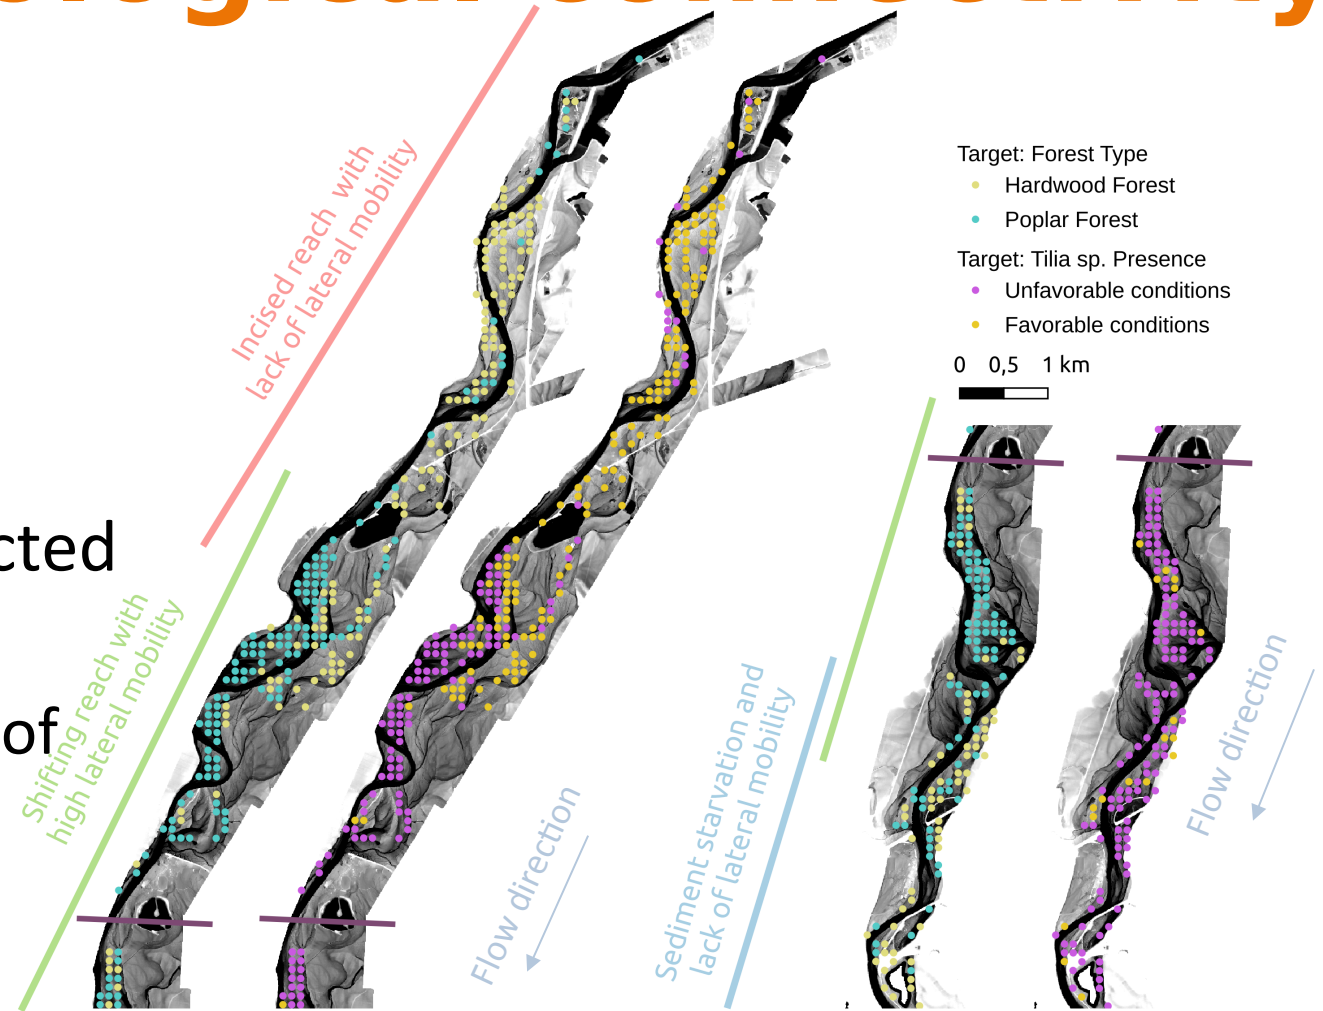 Target: Forest Type
Hardwood Forest
Poplar Forest
Target: Tilia sp. Presence
Unfavorable conditions
Favorable conditions
0 0,5 1 km
Incised reach with
lack of lateral mobility
Shifting reach with
high lateral mobility
of
Flow direction
Sediment starvation and
lack of lateral mobility
Flow direction